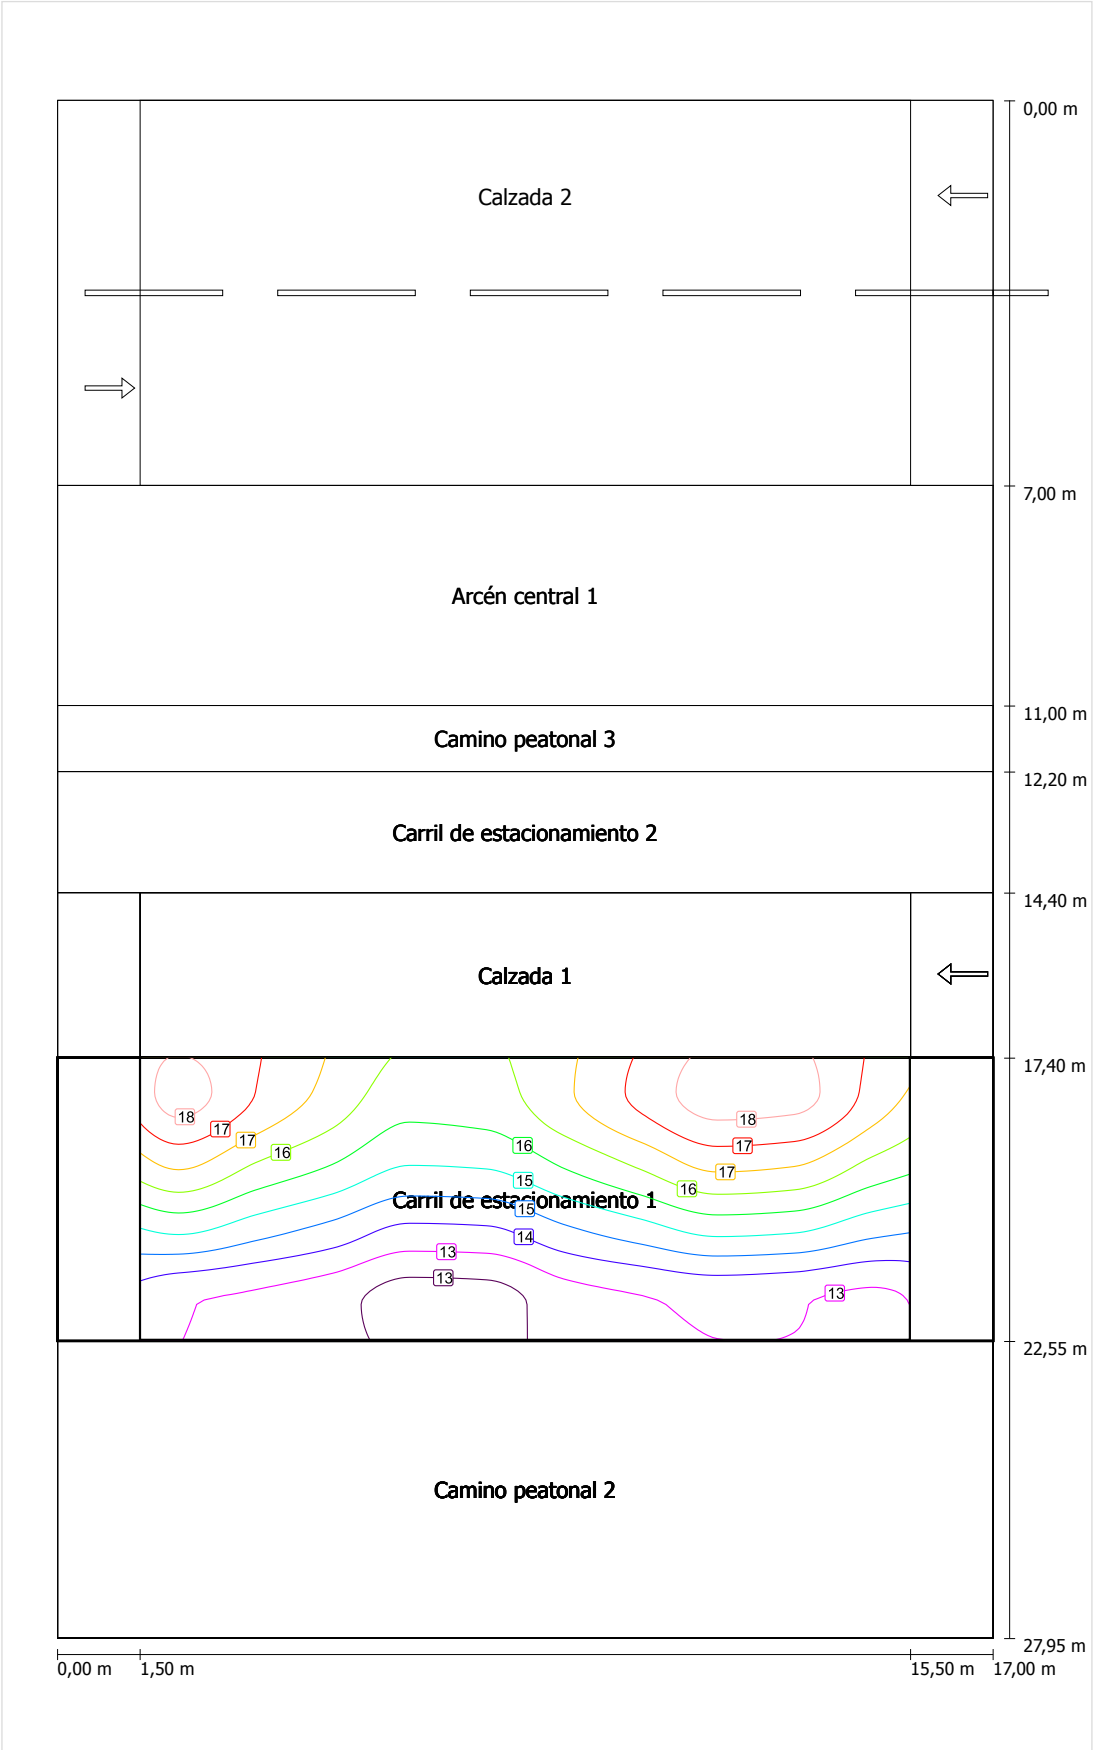 0,00 m
Calzada 2
7,00 m
Arcén central 1
11,00 m
Camino peatonal 3
12,20 m
Carril de estacionamiento 2
14,40 m
Calzada 1
17,40 m
18
18
17
17
16
17
17
16
15
16
Carril de estacionamiento 1
15
14
13
13
13
22,55 m
Camino peatonal 2
27,95 m
0,00 m
1,50 m
15,50 m
17,00 m